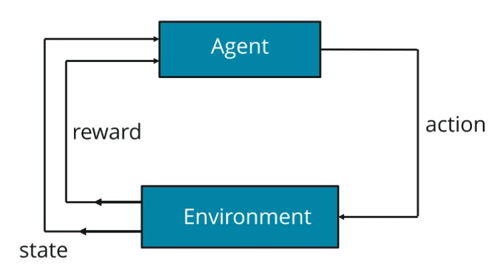 Agent
reward
action
Environment
state